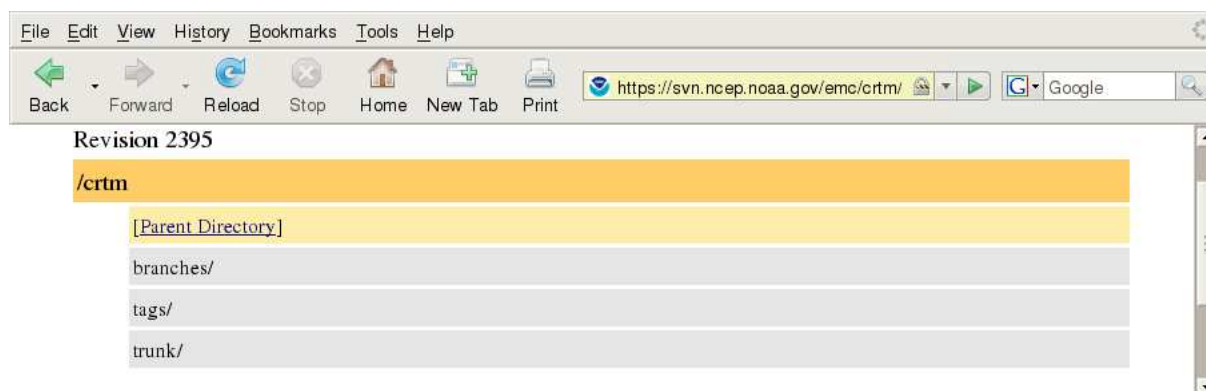 File Edit View History Bookmarks Tools Help
Back Forward Reload Stop Home New Tab Print https://svn.ncep.noaa.gov/emc/crtm/ G Google
Revision 2395
/crtm
[Parent Directory]
branches/
tags/
trunk/